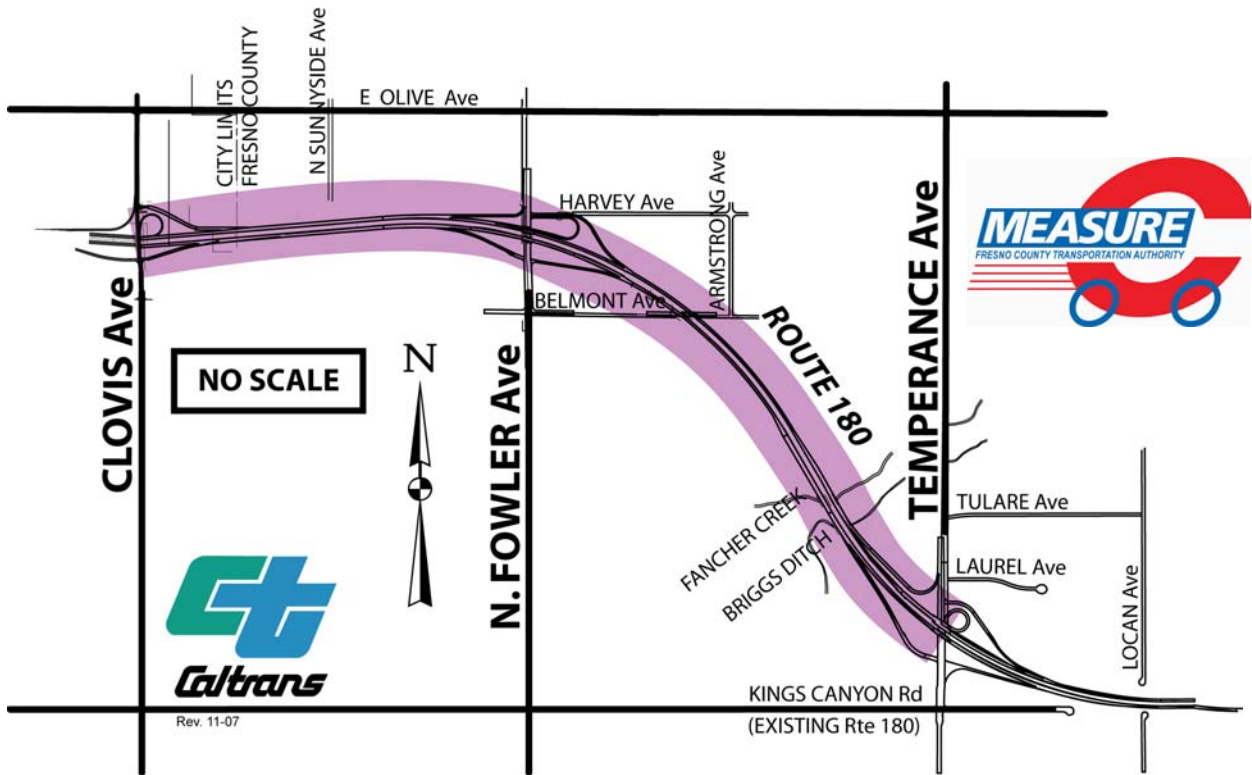 CITY LIMITS
FRESNO COUNTY
N SUNNYSIDE Ave
E OLIVE Ave
HARVEY Ave
ARMSTRONG Ave
BELMONT Ave
ROUTE 180
TEMPERANCE Ave
MEASURE C
FRESNO COUNTY TRANSPORTATION AUTHORITY
CLOVIS Ave
NO SCALE
N
N. FOWLER Ave
FANCHER CREEK
BRIGGS DITCH
TULARE Ave
LAUREL Ave
LOCAN Ave
Ct
Caltrans
Rev. 11-07
KINGS CANYON Rd
(EXISTING Rte 180)